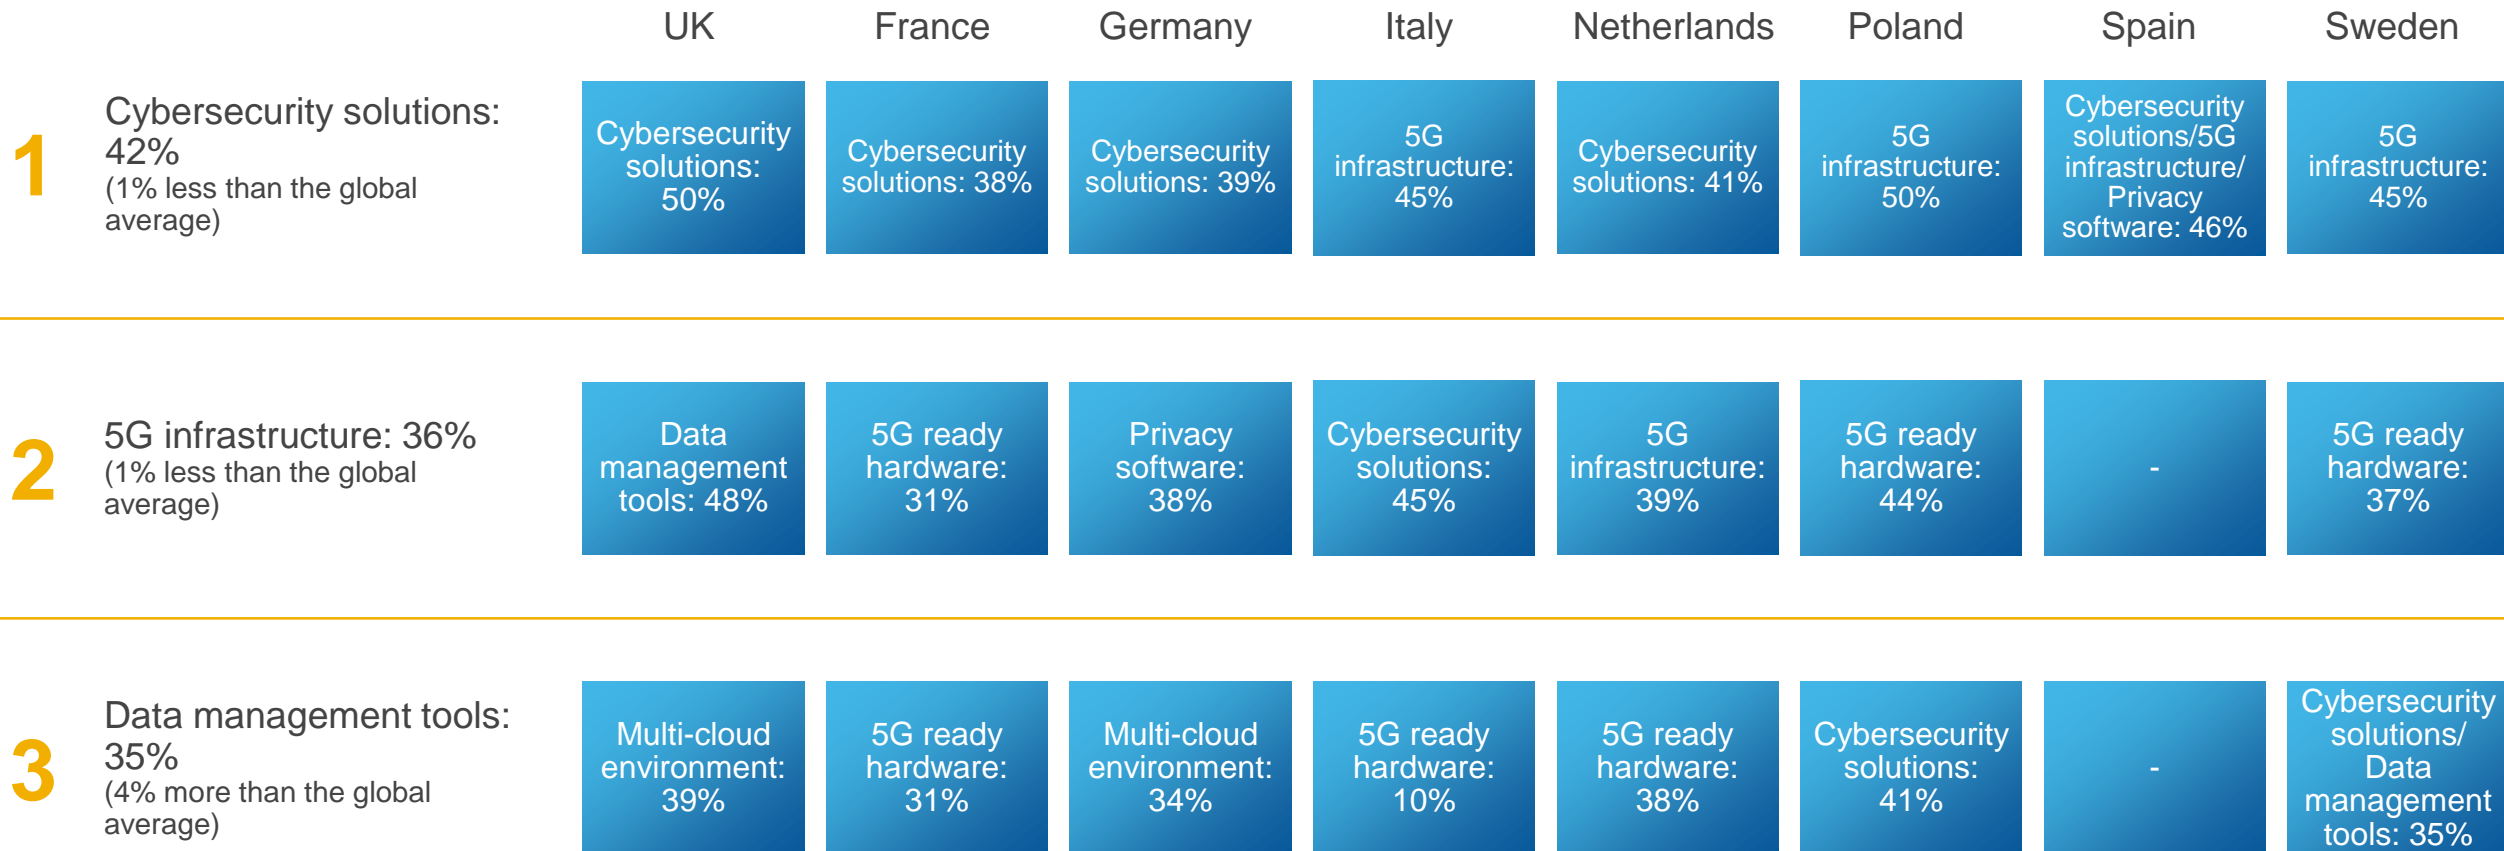 UK
France
Germany
Italy
Netherlands
Poland
Spain
Sweden
1
Cybersecurity solutions:
42%
(1% less than the global
average)
Cybersecurity
solutions:
50%
Cybersecurity
solutions: 38%
Cybersecurity
solutions: 39%
5G
infrastructure:
45%
Cybersecurity
solutions: 41%
5G
infrastructure:
50%
Cybersecurity
solutions/5G
infrastructure/
Privacy
software: 46%
5G
infrastructure:
45%
2
5G infrastructure: 36%
(1% less than the global
average)
Data
management
tools: 48%
5G ready
hardware:
31%
Privacy
software:
38%
Cybersecurity
solutions:
45%
5G
infrastructure:
39%
5G ready
hardware:
44%
-
5G ready
hardware:
37%
3
Data management tools:
35%
(4% more than the global
average)
Multi-cloud
environment:
39%
5G ready
hardware:
31%
Multi-cloud
environment:
34%
5G ready
hardware:
10%
5G ready
hardware:
38%
Cybersecurity
solutions:
41%
-
Cybersecurity
solutions/
Data
management
tools: 35%